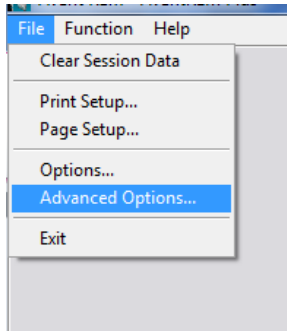 File Function Help
Clear Session Data
Print Setup...
Page Setup...
Options...
Advanced Options...
Exit